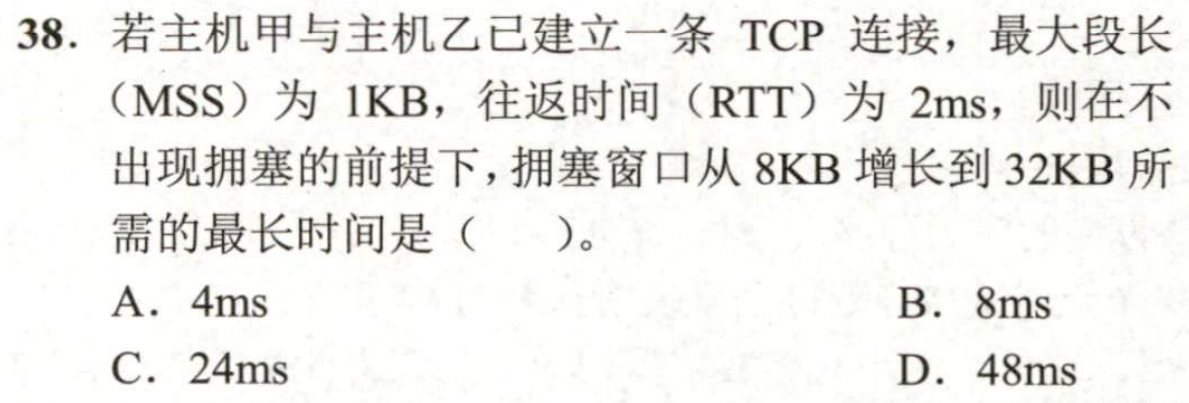 38. 若主机甲与主机乙已建立一条 TCP 连接，最大段长
（MSS）为 1KB，往返时间（RTT）为 2ms，则在不
出现拥塞的前提下，拥塞窗口从 8KB 增长到 32KB 所
需的最长时间是（    ）。
A. 4ms B. 8ms
C. 24ms D. 48ms